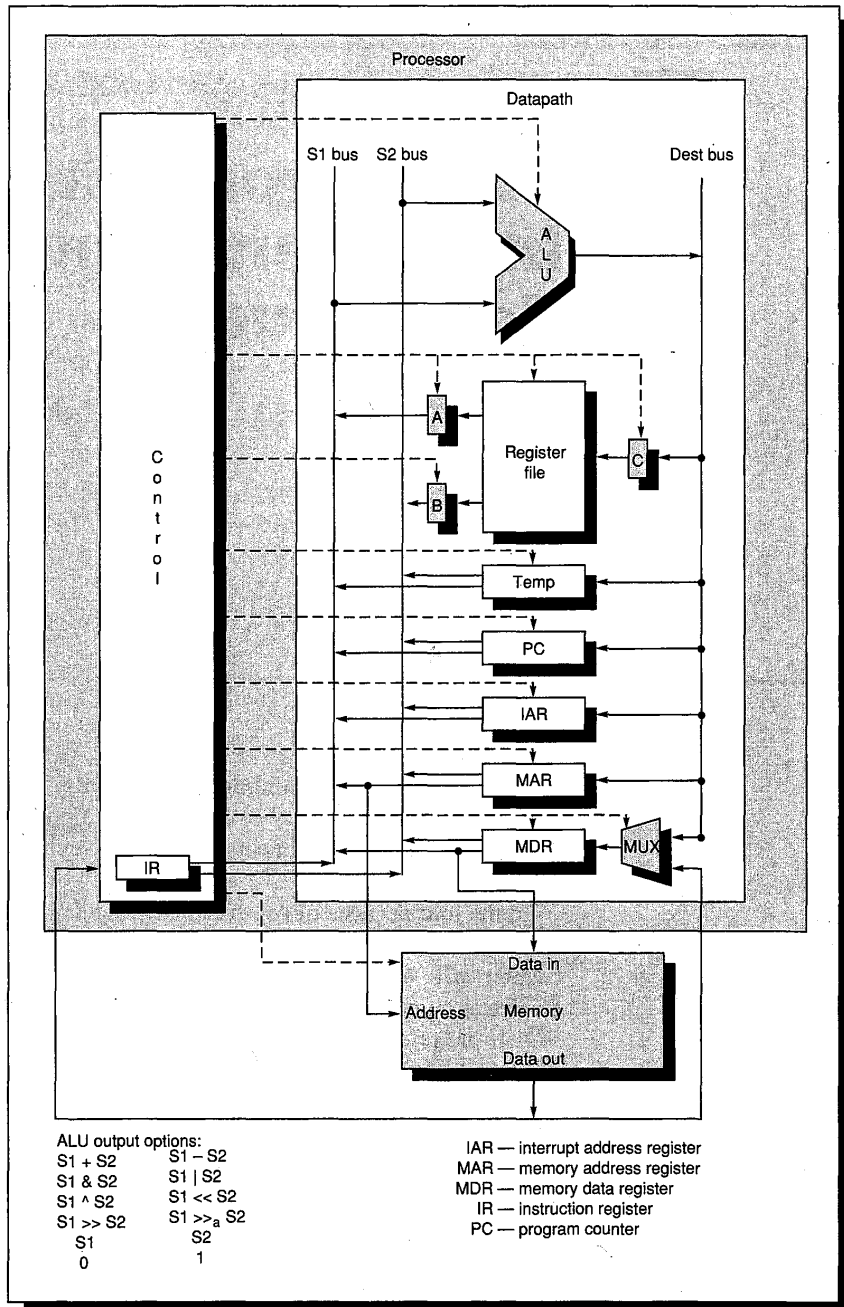 Processor
Datapath
S1 bus
S2 bus
Dest bus
A
L
U
A
B
C
Register
file
C
o
n
t
r
o
l
Temp
PC
IAR
MAR
MDR
MUX
IR
Data in
Address
Memory
Data out
ALU output options:
S1 + S2
S1 – S2
S1 & S2
S1 | S2
S1 ^ S2
S1 << S2
S1 >> S2
S1 >>a S2
S1
S2
0
1
IAR — interrupt address register
MAR — memory address register
MDR — memory data register
IR — instruction register
PC — program counter